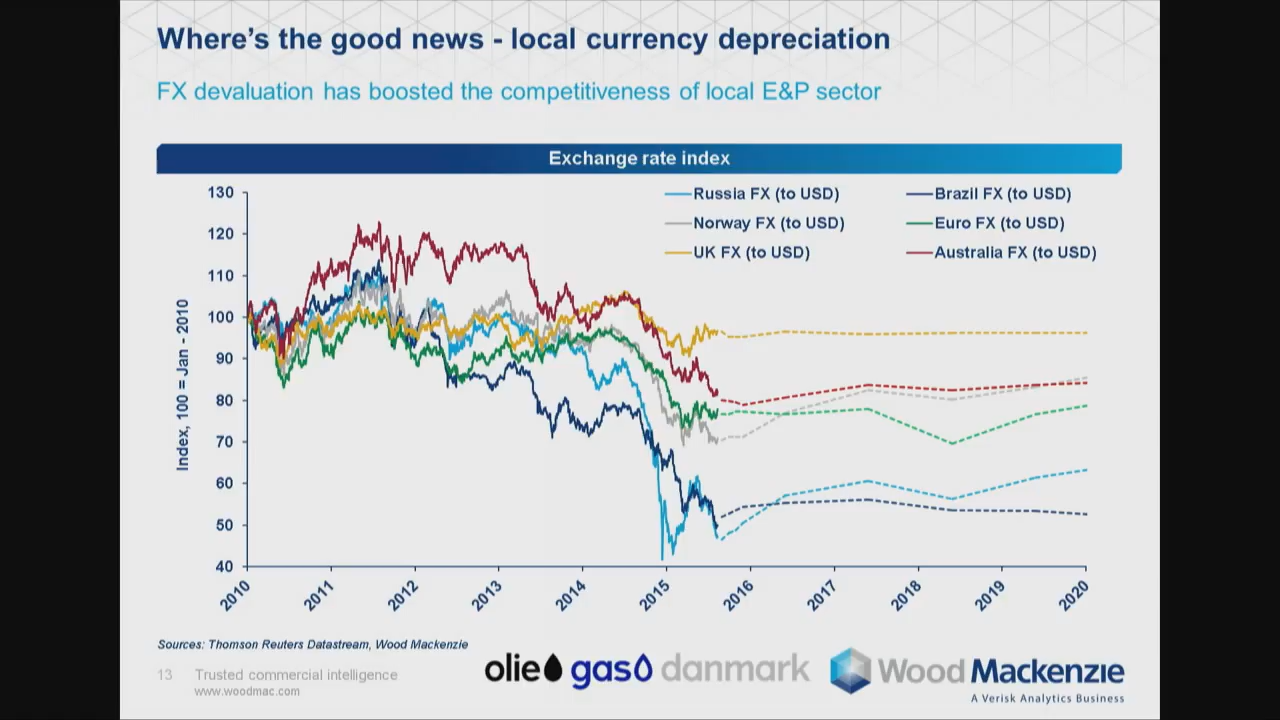 Where's the good news - local currency depreciation
FX devaluation has boosted the competitiveness of local E&P sector
Exchange rate index
Russia FX (to USD)
Brazil FX (to USD)
Norway FX (to USD)
Euro FX (to USD)
UK FX (to USD)
Australia FX (to USD)
Index, 100 = Jan - 2010
130
120
110
100
90
80
70
60
50
40
2010
2011
2012
2013
2014
2015
2016
2017
2018
2019
2020
Sources: Thomson Reuters Datastream, Wood Mackenzie
13 Trusted commercial intelligence
www.woodmac.com
olie gas danmark
Wood Mackenzie
A Verisk Analytics Business